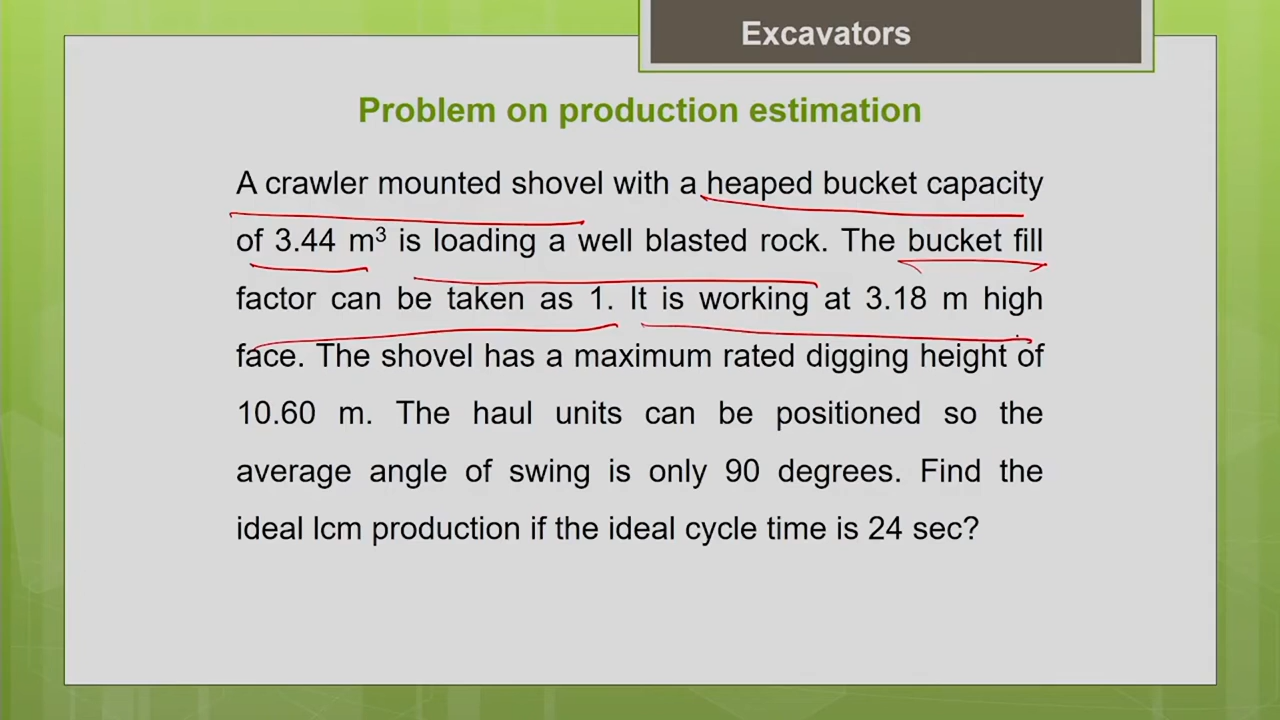 Excavators
Problem on production estimation
A crawler mounted shovel with a heaped bucket capacity
of 3.44 m³ is loading a well blasted rock. The bucket fill
factor can be taken as 1. It is working at 3.18 m high
face. The shovel has a maximum rated digging height of
10.60 m. The haul units can be positioned so the
average angle of swing is only 90 degrees. Find the
ideal lcm production if the ideal cycle time is 24 sec?